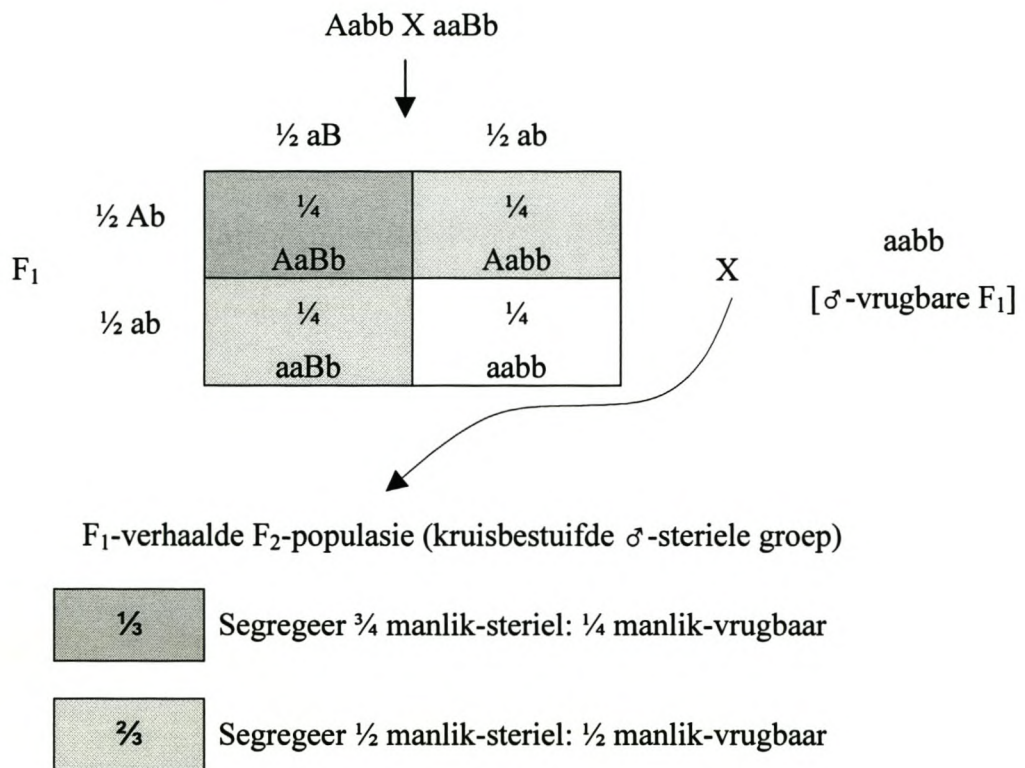 Aabb X aaBb
½ aB ½ ab
½ Ab ¼ ¼
AaBb Aabb
F₁ X aabb
½ ab ¼ ¼ [♂-vrugbare F₁]
aaBb aabb
F₁-verhaalde F₂-populasie (kruisbestuifde ♂-steriele groep)
⅓ Segregeer ¾ manlik-steriel: ¼ manlik-vrugbaar
⅔ Segregeer ½ manlik-steriel: ½ manlik-vrugbaar